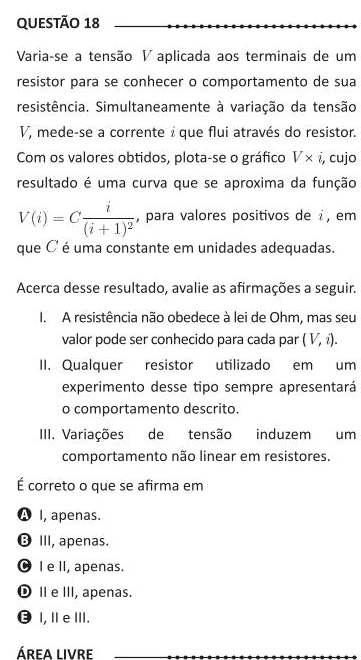 QUESTÃO 18
Varia-se a tensão V aplicada aos terminais de um
resistor para se conhecer o comportamento de sua
resistência. Simultaneamente à variação da tensão
V, mede-se a corrente i que flui através do resistor.
Com os valores obtidos, plota-se o gráfico V × i, cujo
resultado é uma curva que se aproxima da função
V(i) = C i/(i + 1)², para valores positivos de i, em
que C é uma constante em unidades adequadas.
Acerca desse resultado, avalie as afirmações a seguir.
I. A resistência não obedece à lei de Ohm, mas seu
valor pode ser conhecido para cada par (V, i).
II. Qualquer resistor utilizado em um
experimento desse tipo sempre apresentará
o comportamento descrito.
III. Variações de tensão induzem um
comportamento não linear em resistores.
É correto o que se afirma em
A I, apenas.
B III, apenas.
C I e II, apenas.
D II e III, apenas.
E I, II e III.
ÁREA LIVRE